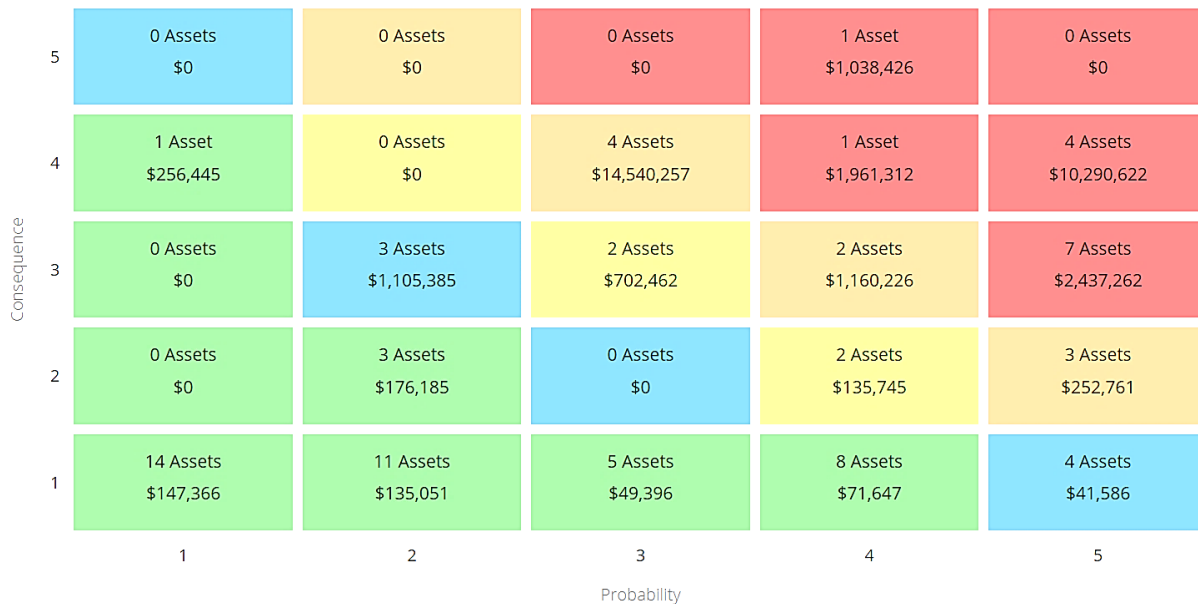 0 Assets 0 Assets 0 Assets 1 Asset 0 Assets
5
$0 $0 $0 $1,038,426 $0
1 Asset 0 Assets 4 Assets 1 Asset 4 Assets
4
$256,445 $0 $14,540,257 $1,961,312 $10,290,622
Consequence
0 Assets 3 Assets 2 Assets 2 Assets 7 Assets
3
$0 $1,105,385 $702,462 $1,160,226 $2,437,262
0 Assets 3 Assets 0 Assets 2 Assets 3 Assets
2
$0 $176,185 $0 $135,745 $252,761
14 Assets 11 Assets 5 Assets 8 Assets 4 Assets
1
$147,366 $135,051 $49,396 $71,647 $41,586
1 2 3 4 5
Probability